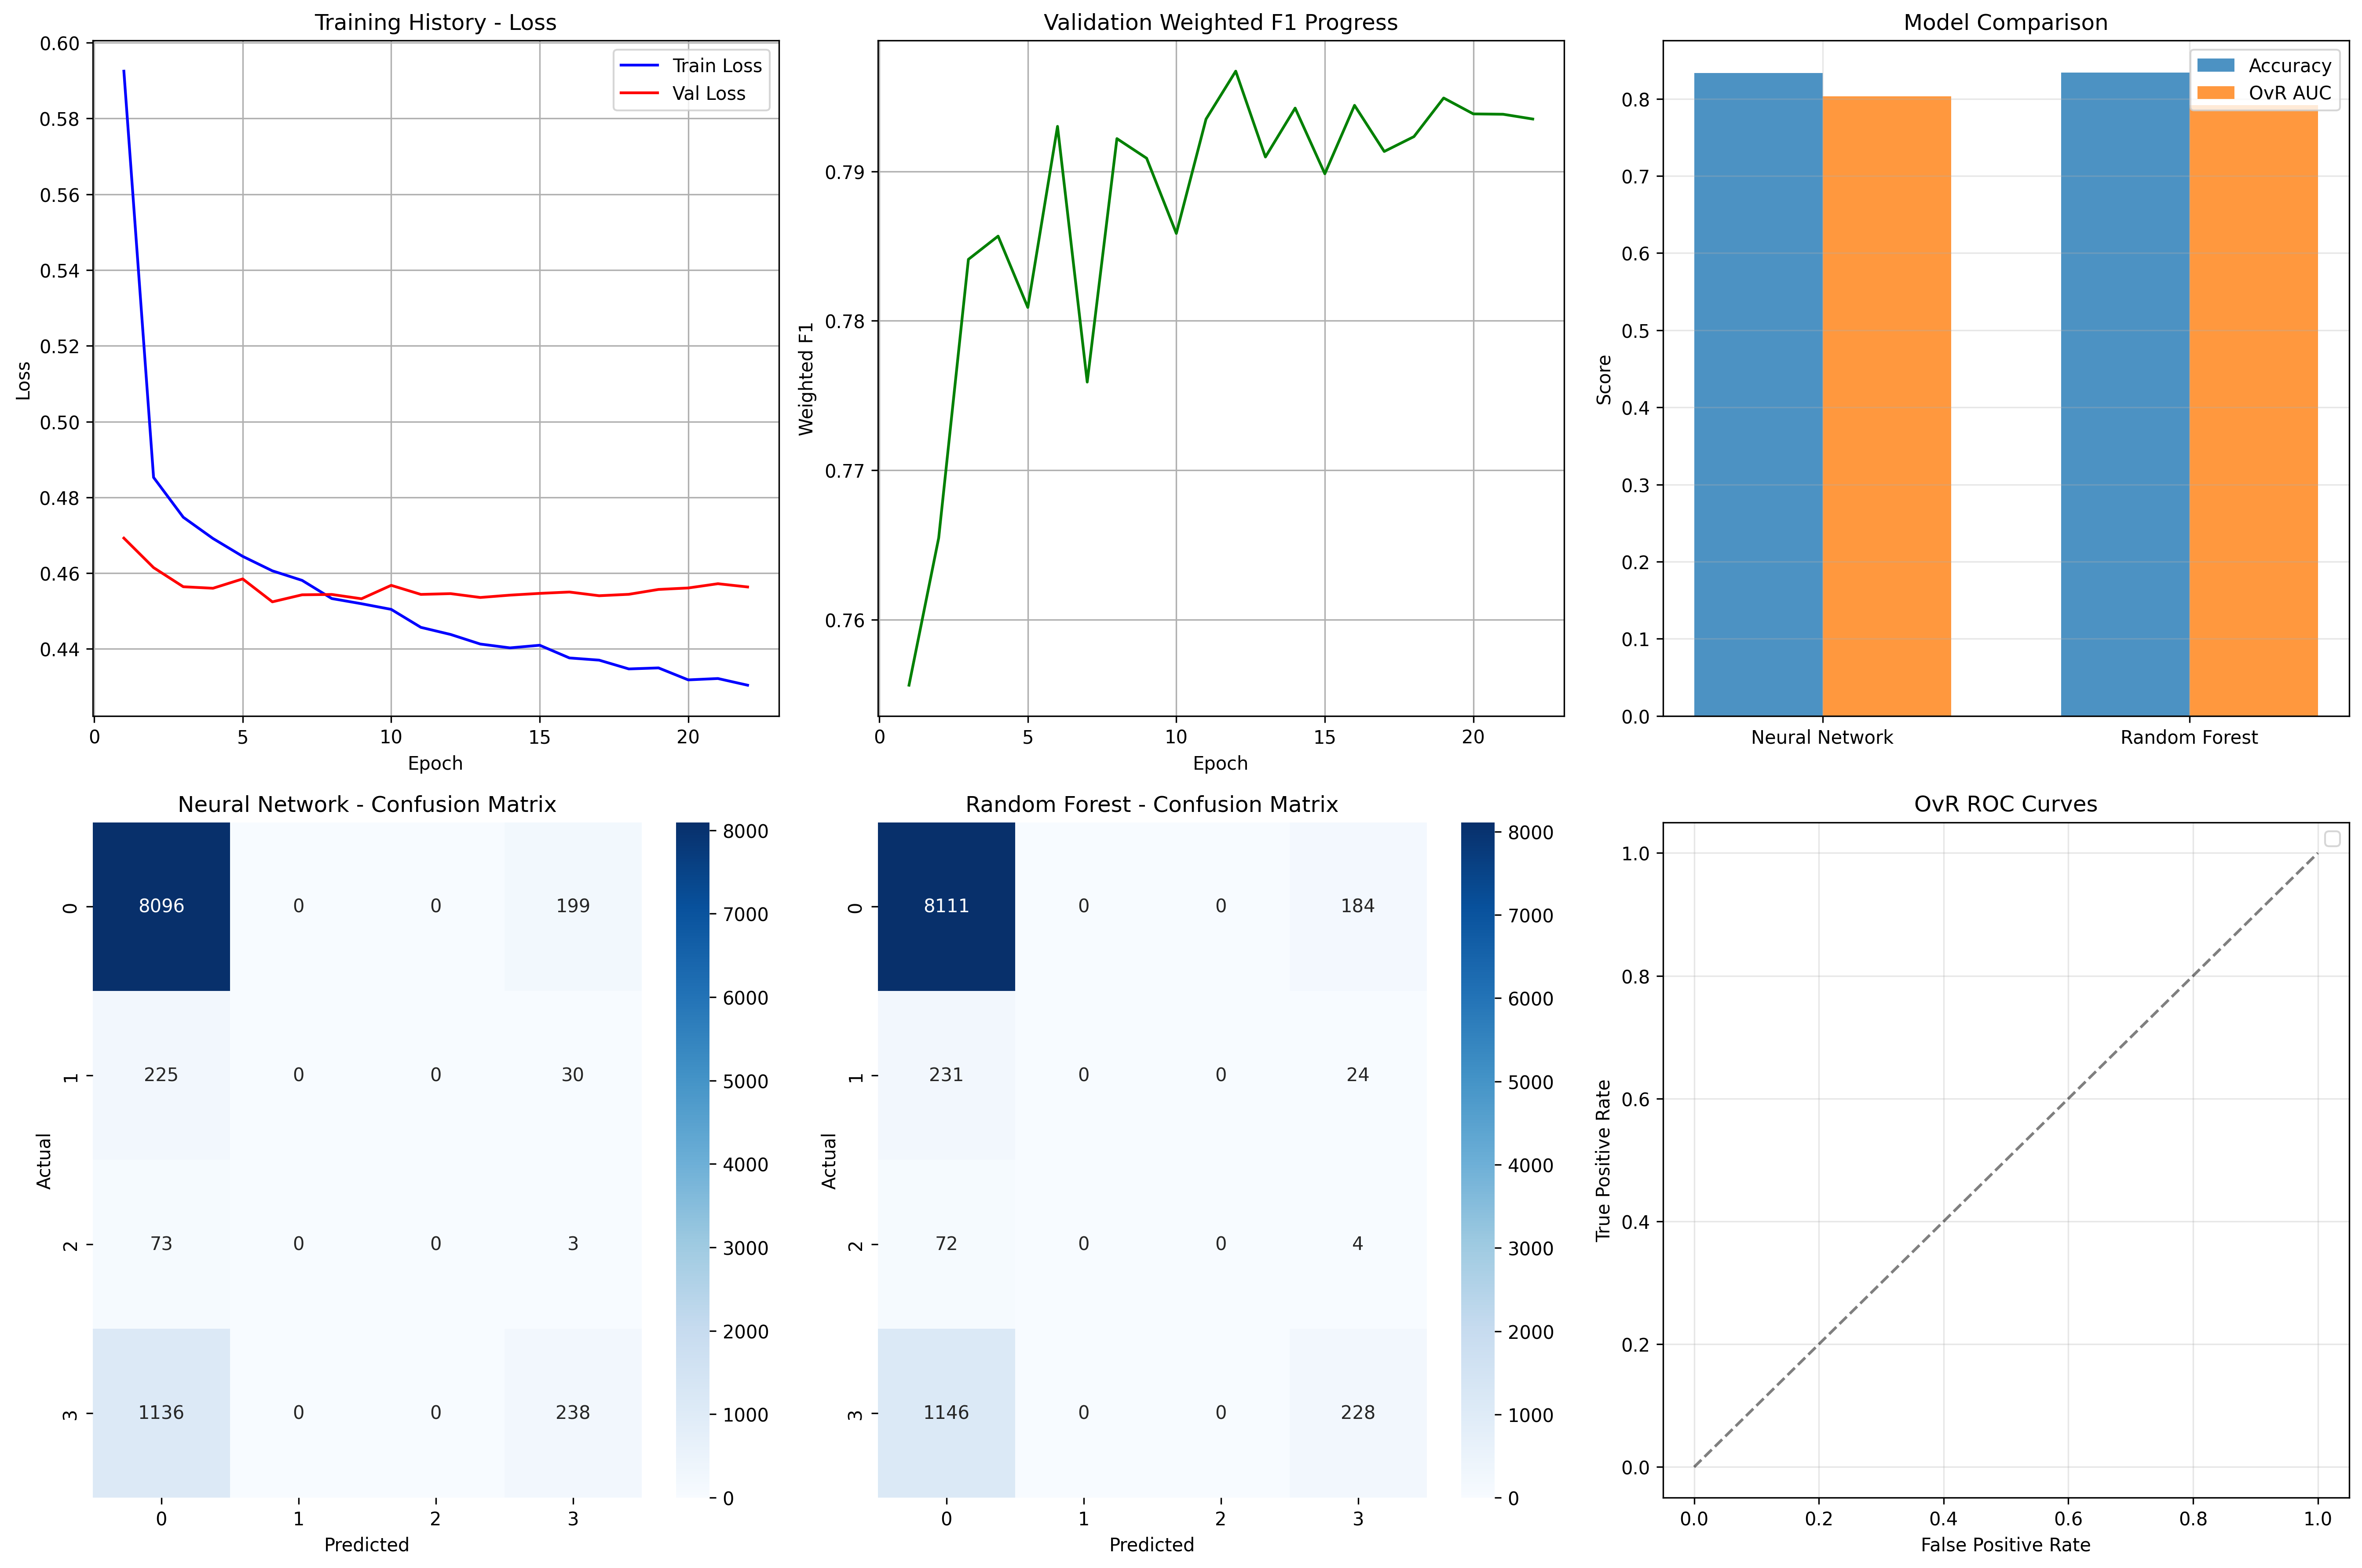 Training History - Loss
Train Loss
Val Loss
0.60
0.58
0.56
0.54
0.52
0.50
0.48
0.46
0.44
Loss
0 5 10 15 20
Epoch
Validation Weighted F1 Progress
0.79
0.78
0.77
0.76
Weighted F1
0 5 10 15 20
Epoch
Model Comparison
Accuracy
OvR AUC
0.8
0.7
0.6
0.5
0.4
0.3
0.2
0.1
0.0
Score
Neural Network Random Forest
Neural Network - Confusion Matrix
0 8096 0 0 199
1 225 0 0 30
2 73 0 0 3
3 1136 0 0 238
Actual
0 1 2 3
Predicted
8000
7000
6000
5000
4000
3000
2000
1000
0
Random Forest - Confusion Matrix
0 8111 0 0 184
1 231 0 0 24
2 72 0 0 4
3 1146 0 0 228
Actual
0 1 2 3
Predicted
8000
7000
6000
5000
4000
3000
2000
1000
0
OvR ROC Curves
1.0
0.8
0.6
0.4
0.2
0.0
True Positive Rate
0.0 0.2 0.4 0.6 0.8 1.0
False Positive Rate